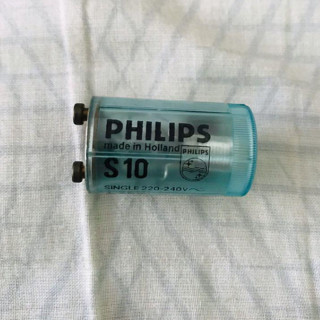 PHILIPS
made in Holland
S10
PHILIPS
SINGLE 220-240V~